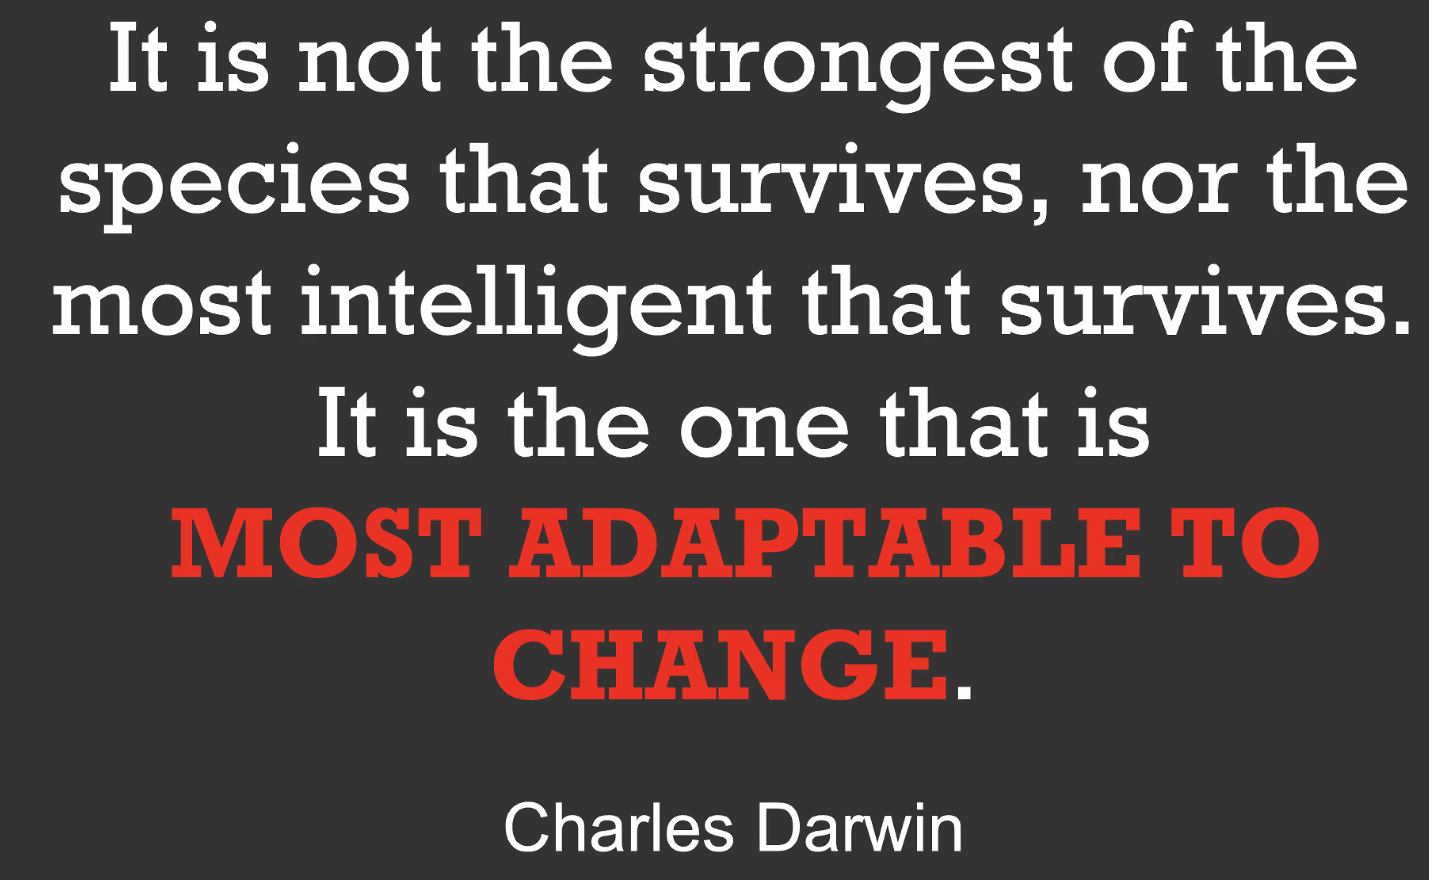 It is not the strongest of the
species that survives, nor the
most intelligent that survives.
It is the one that is
MOST ADAPTABLE TO
CHANGE.
Charles Darwin